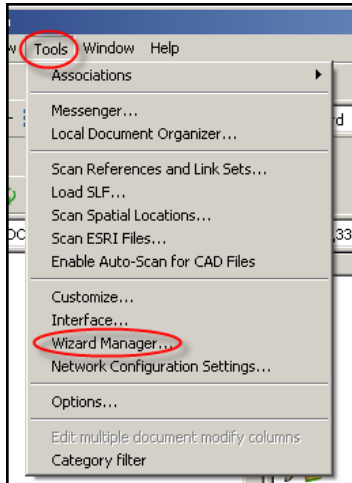 w Tools Window Help
Associations
Messenger...
Local Document Organizer...
d
Scan References and Link Sets...
Load SLF...
Scan Spatial Locations...
OC Scan ESRI Files... ,33
Enable Auto-Scan for CAD Files
Customize...
Interface...
Wizard Manager...
Network Configuration Settings...
Options...
Edit multiple document modify columns
Category filter